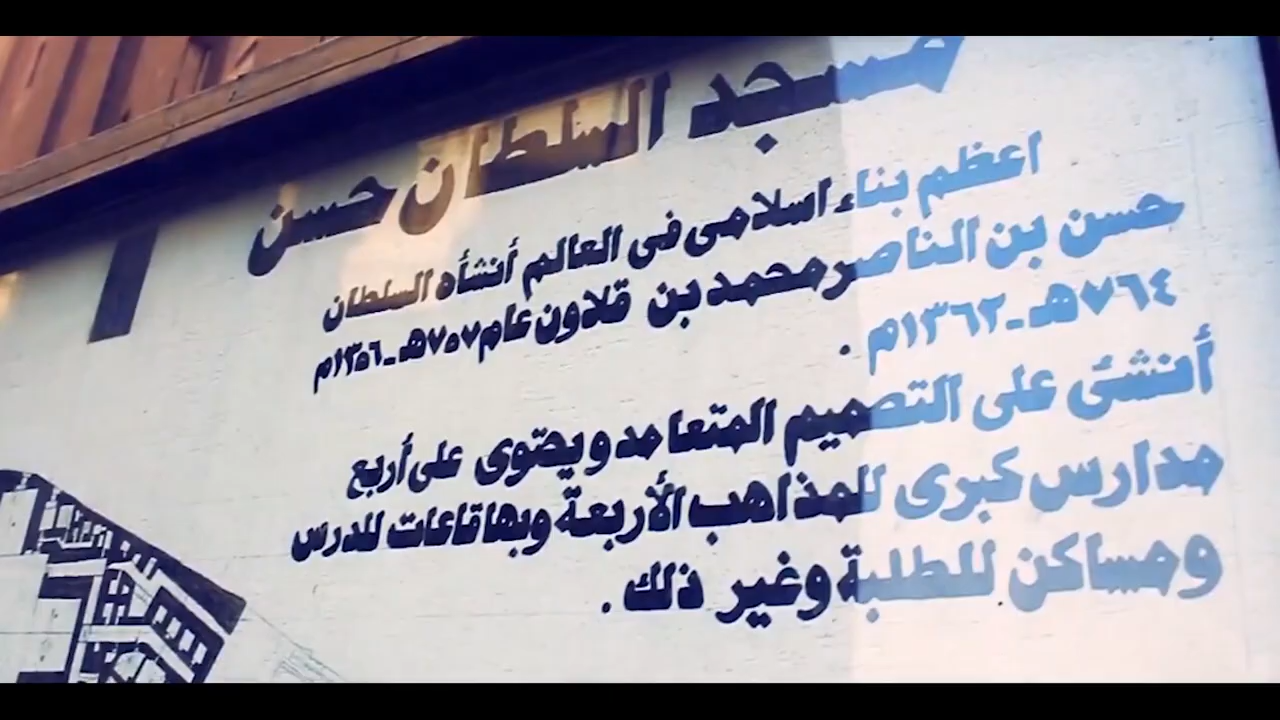 مسجد السلطان حسن
اعظم بناء اسلامى فى العالم أنشأه السلطان
حسن بن الناصر محمد بن قلاون عام ٧٥٧هـ - ١٣٥٦م
٧٦٤هـ - ١٣٦٢م .
أنشئ على التصميم المتعامد ويحتوى على أربع
مدارس كبرى للمذاهب الأربعة وبها قاعات للدرس
ومساكن للطلبة وغير ذلك .